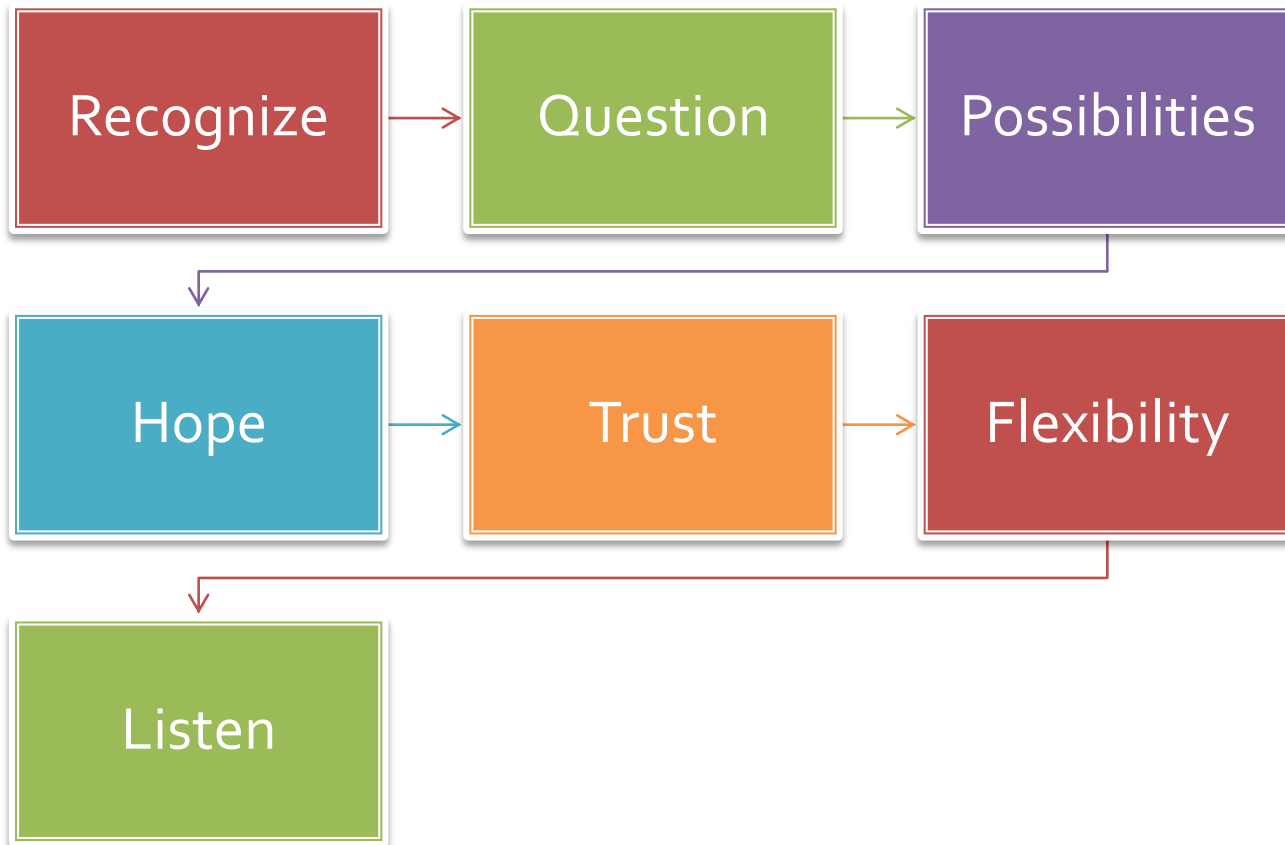 Recognize
Question
Possibilities
Hope
Trust
Flexibility
Listen